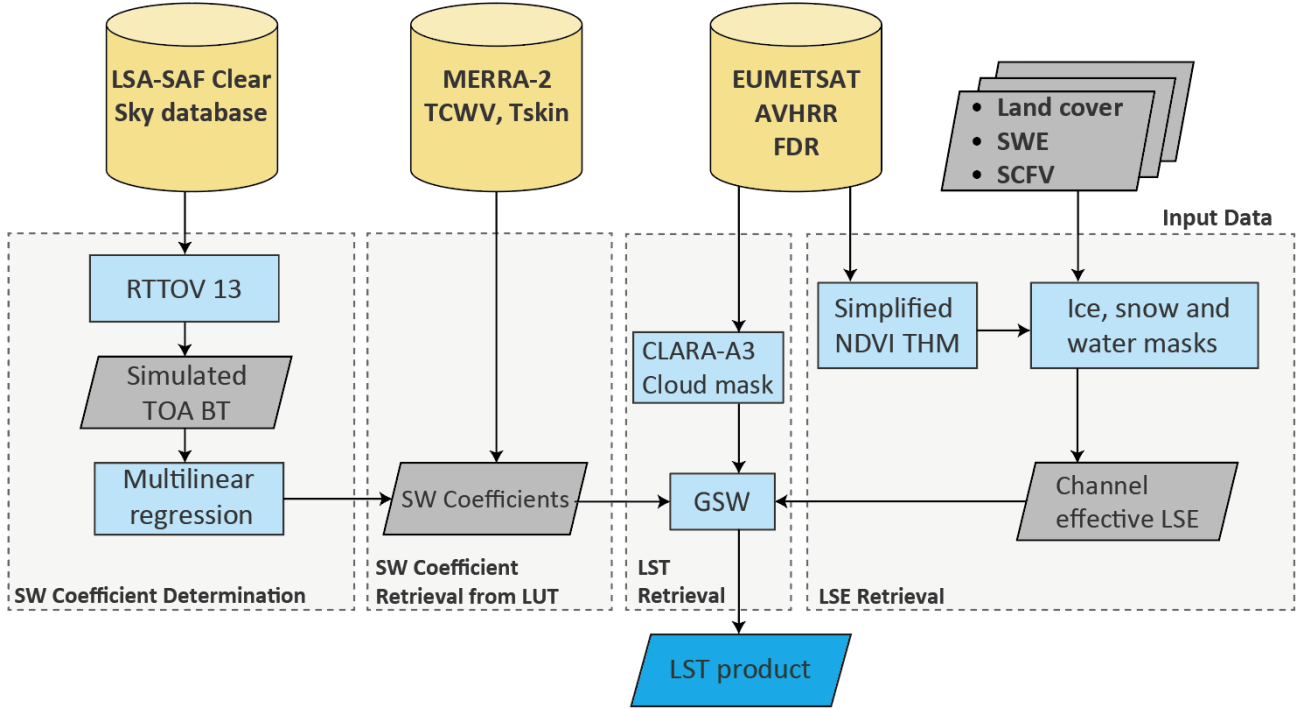 LSA-SAF Clear
Sky database
MERRA-2
TCWV, Tskin
EUMETSAT
AVHRR
FDR
• Land cover
• SWE
• SCFV
Input Data
RTTOV 13
Simulated
TOA BT
Multilinear
regression
SW Coefficient Determination
SW Coefficients
SW Coefficient
Retrieval from LUT
CLARA-A3
Cloud mask
GSW
LST
Retrieval
Simplified
NDVI THM
Ice, snow and
water masks
Channel
effective LSE
LSE Retrieval
LST product